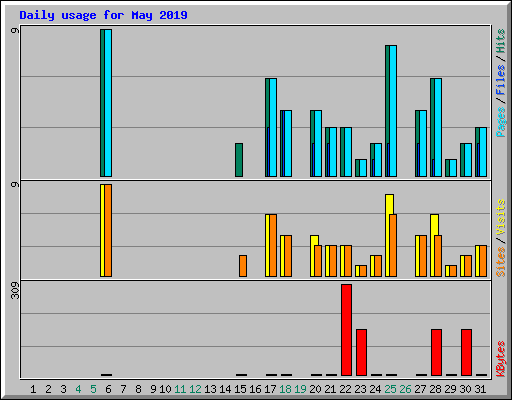 Daily usage for May 2019
9
Pages / Files / Hits
9
Sites / Visits
309
KBytes
1 2 3 4 5 6 7 8 9 10 11 12 13 14 15 16 17 18 19 20 21 22 23 24 25 26 27 28 29 30 31